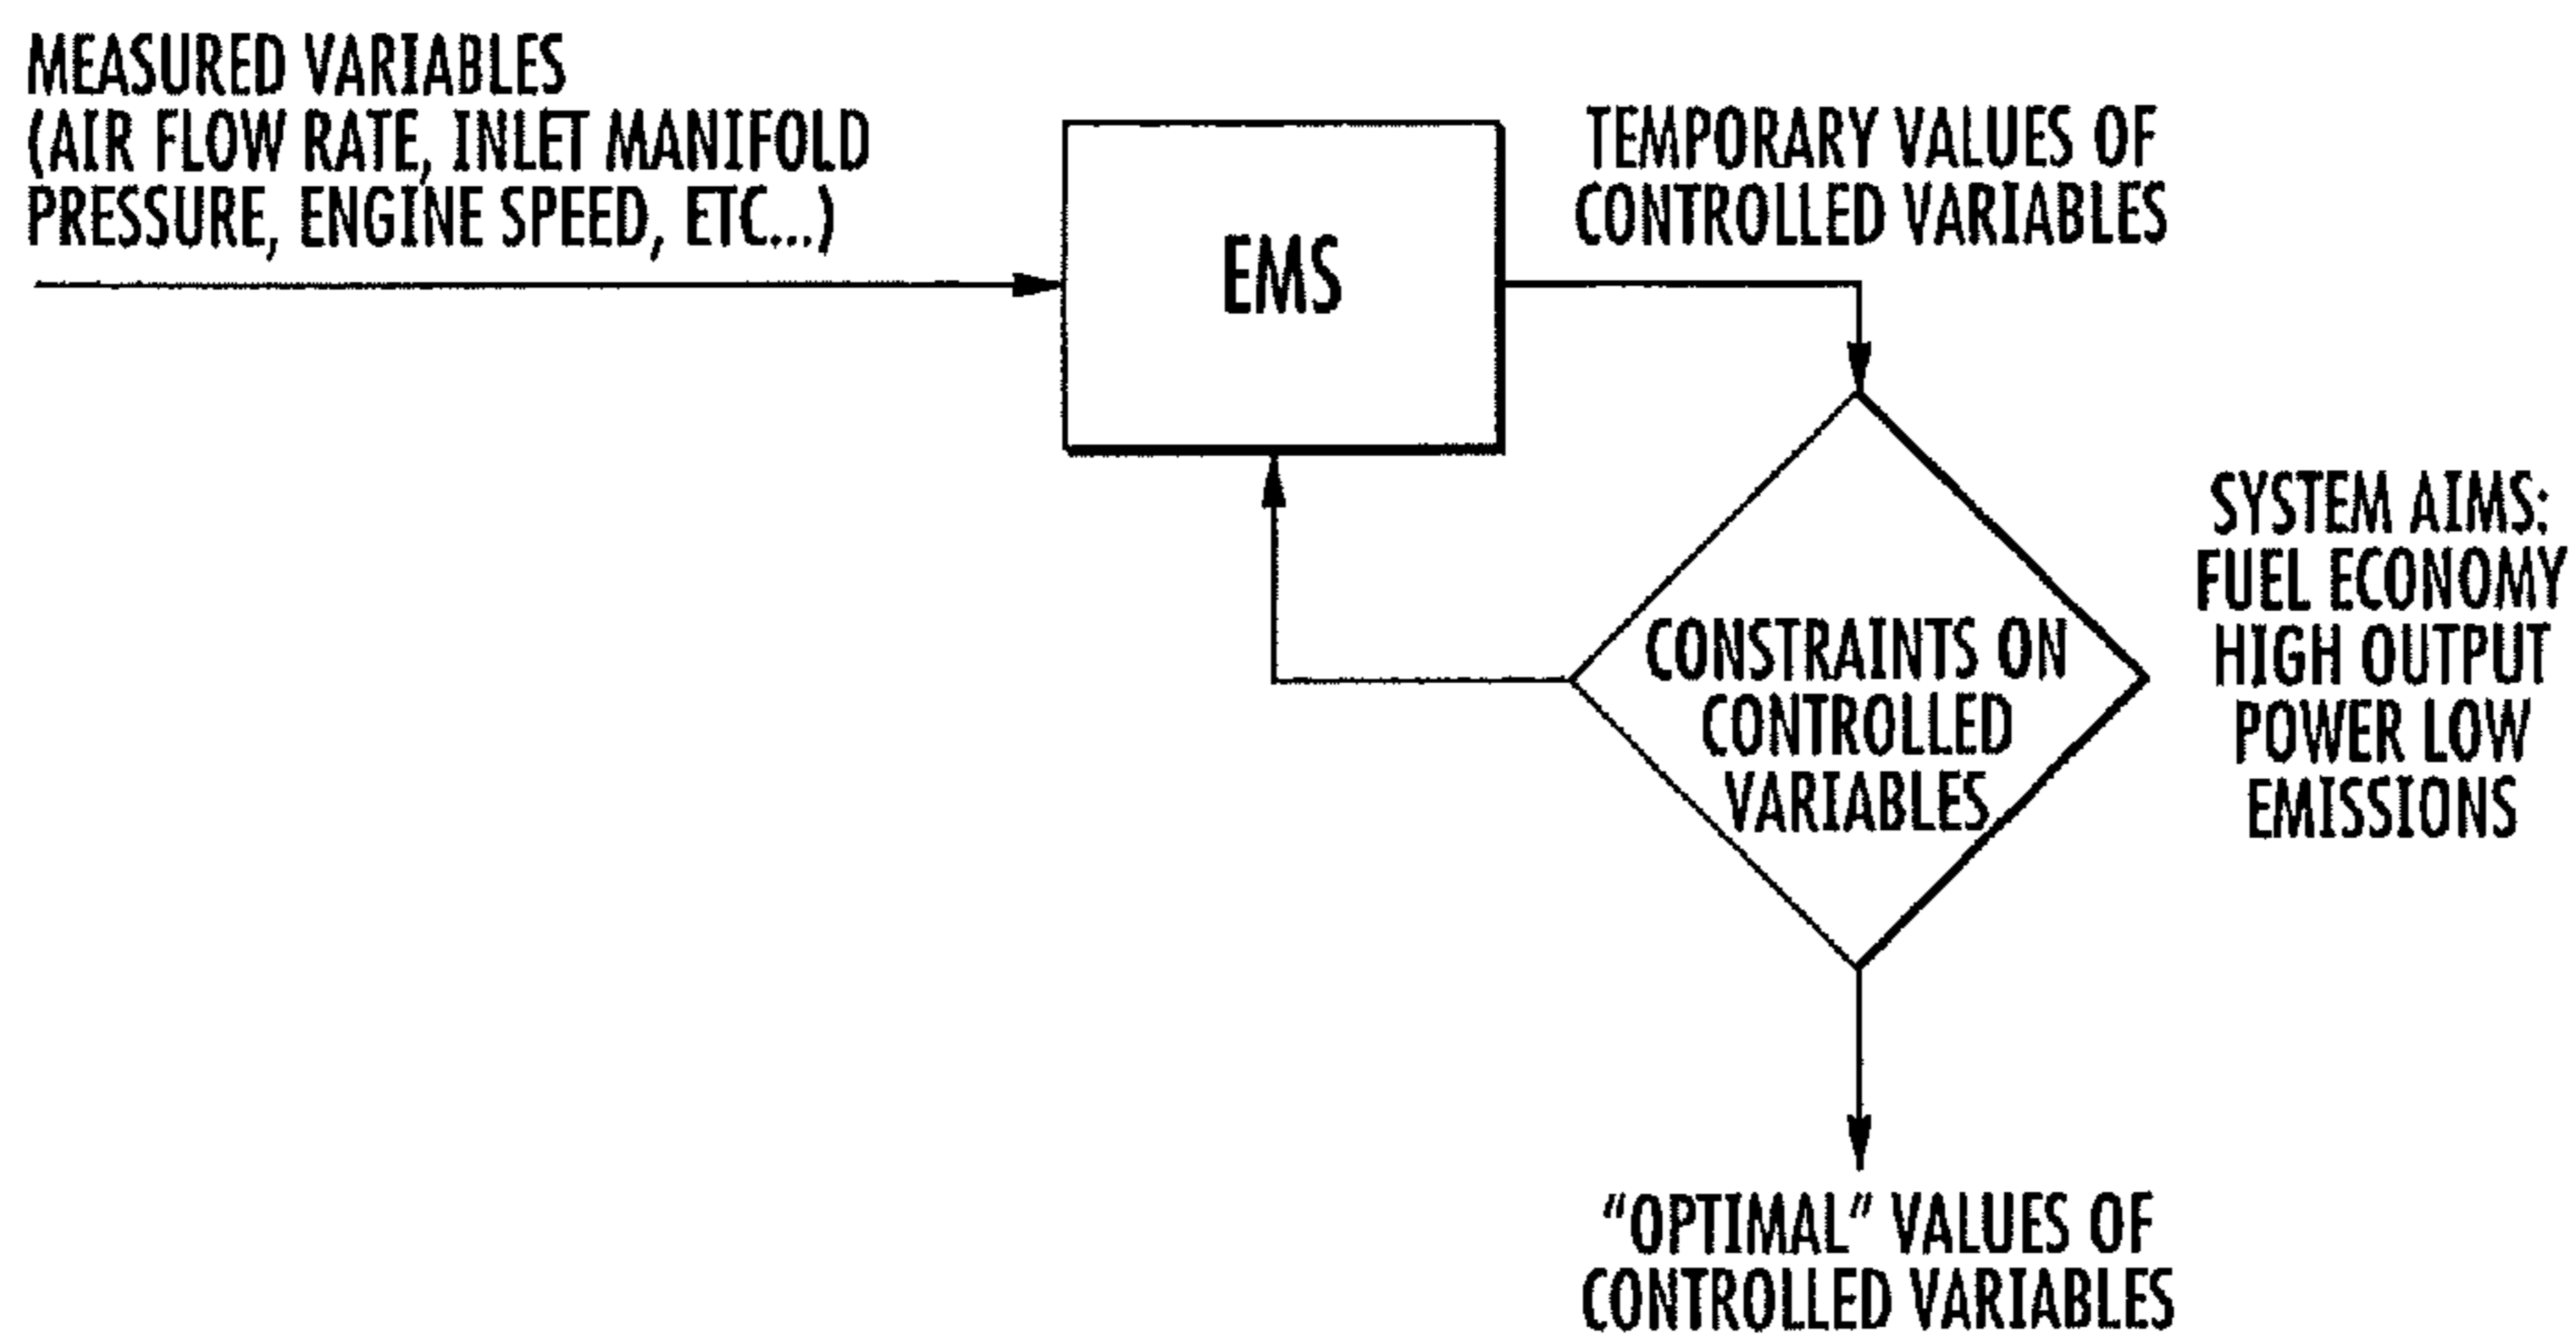 MEASURED VARIABLES
(AIR FLOW RATE, INLET MANIFOLD
PRESSURE, ENGINE SPEED, ETC...)
EMS
TEMPORARY VALUES OF
CONTROLLED VARIABLES
CONSTRAINTS ON
CONTROLLED
VARIABLES
SYSTEM AIMS:
FUEL ECONOMY
HIGH OUTPUT
POWER LOW
EMISSIONS
"OPTIMAL" VALUES OF
CONTROLLED VARIABLES